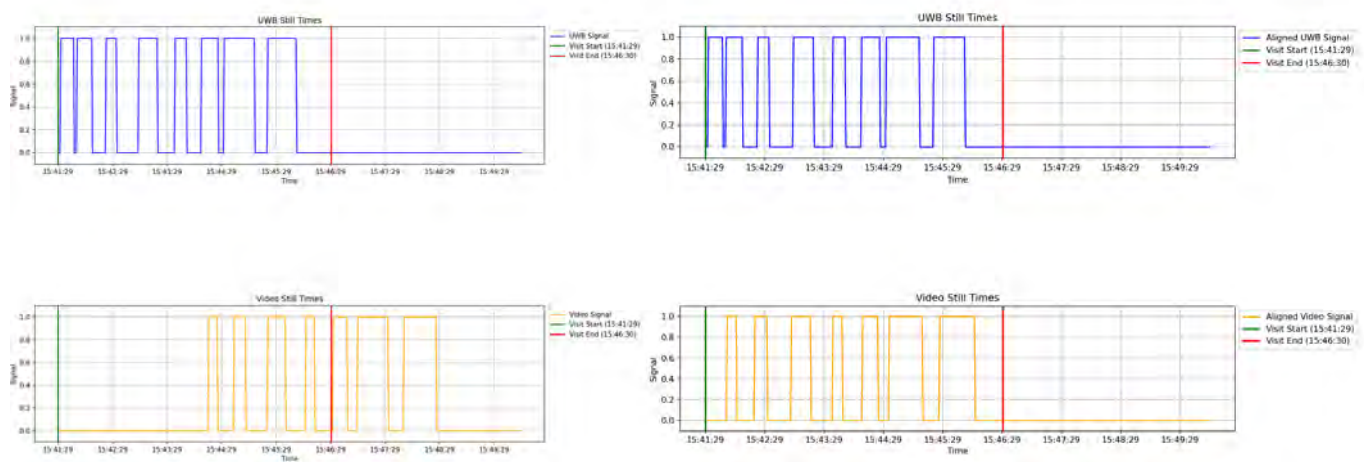 UWB Still Times
1.0
0.8
0.6
0.4
0.2
0.0
Signal
15:41:29 15:42:29 15:43:29 15:44:29 15:45:29 15:46:29 15:47:29 15:48:29 15:49:29
Time
UWB Signal
Visit Start (15:41:29)
Visit End (15:46:30)
UWB Still Times
1.0
0.8
0.6
0.4
0.2
0.0
Signal
15:41:29 15:42:29 15:43:29 15:44:29 15:45:29 15:46:29 15:47:29 15:48:29 15:49:29
Time
Aligned UWB Signal
Visit Start (15:41:29)
Visit End (15:46:30)
Video Still Times
1.0
0.8
0.6
0.4
0.2
0.0
Signal
15:41:29 15:42:29 15:43:29 15:44:29 15:45:29 15:46:29 15:47:29 15:48:29 15:49:29
Time
Video Signal
Visit Start (15:41:29)
Visit End (15:46:30)
Video Still Times
1.0
0.8
0.6
0.4
0.2
0.0
Signal
15:41:29 15:42:29 15:43:29 15:44:29 15:45:29 15:46:29 15:47:29 15:48:29 15:49:29
Time
Aligned Video Signal
Visit Start (15:41:29)
Visit End (15:46:30)